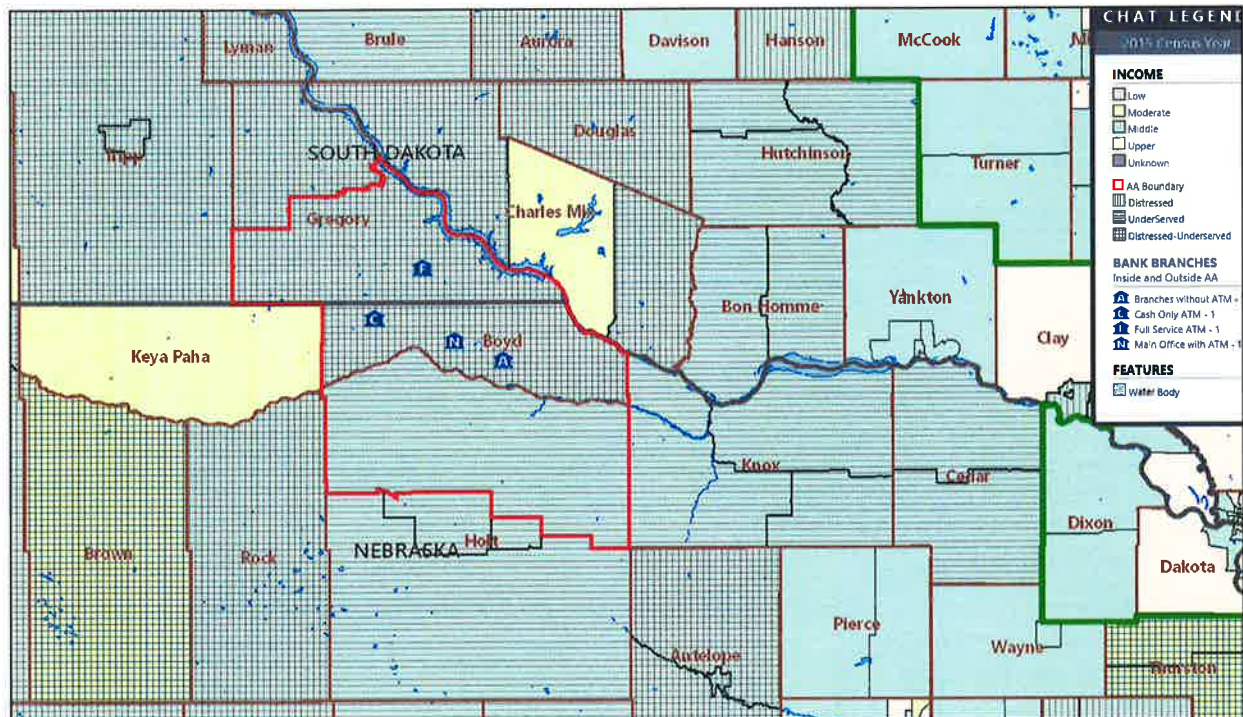 Lyman
Brule
Aurora
Davison
Hanson
McCook
Tripp
SOUTH DAKOTA
Douglas
Hutchinson
Turner
Gregory
Charles Mix
F
Bon Homme
Yankton
Clay
Keya Paha
C
N
Boyd
A
Knox
Cedar
Dixon
Dakota
Brown
Rock
NEBRASKA
Holt
Antelope
Pierce
Wayne
Thurston
CHAT LEGEND
2015 Census Year
INCOME
Low
Moderate
Middle
Upper
Unknown
AA Boundary
Distressed
UnderServed
Distressed-Underserved
BANK BRANCHES
Inside and Outside AA
A Branches without ATM -
C Cash Only ATM - 1
F Full Service ATM - 1
N Main Office with ATM - 1
FEATURES
Water Body